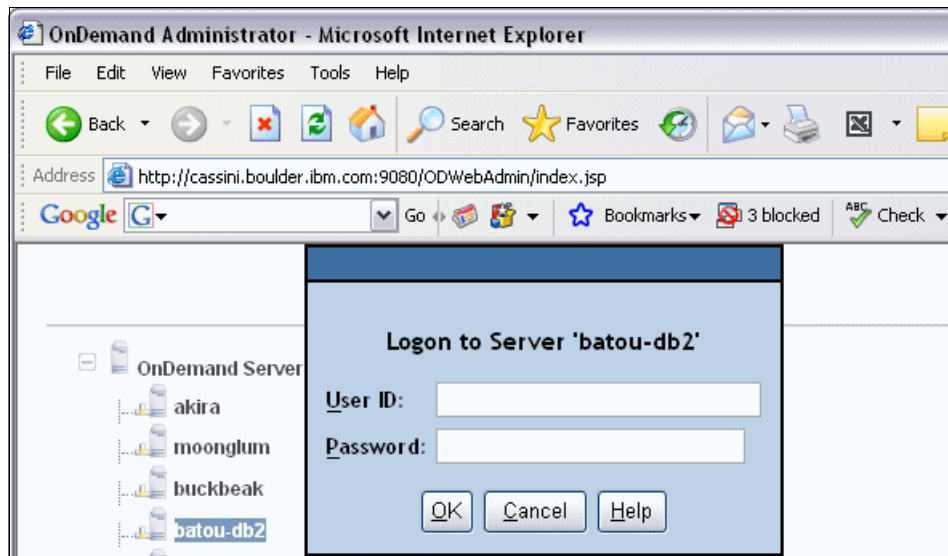 OnDemand Administrator - Microsoft Internet Explorer
File Edit View Favorites Tools Help
Back Search Favorites
Address http://cassini.boulder.ibm.com:9080/ODWebAdmin/index.jsp
Google G Go Bookmarks 3 blocked ABC Check
Logon to Server 'batou-db2'
OnDemand Server
User ID:
akira
Password:
moonglum
buckbeak
OK Cancel Help
batou-db2